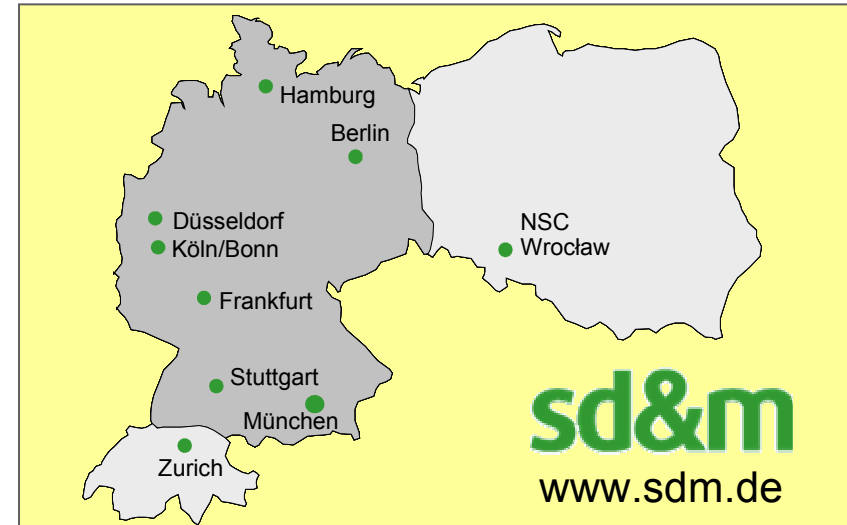 Hamburg
Berlin
Düsseldorf
Köln/Bonn
NSC
Wrocław
Frankfurt
Stuttgart
München
Zurich
sd&m
www.sdm.de